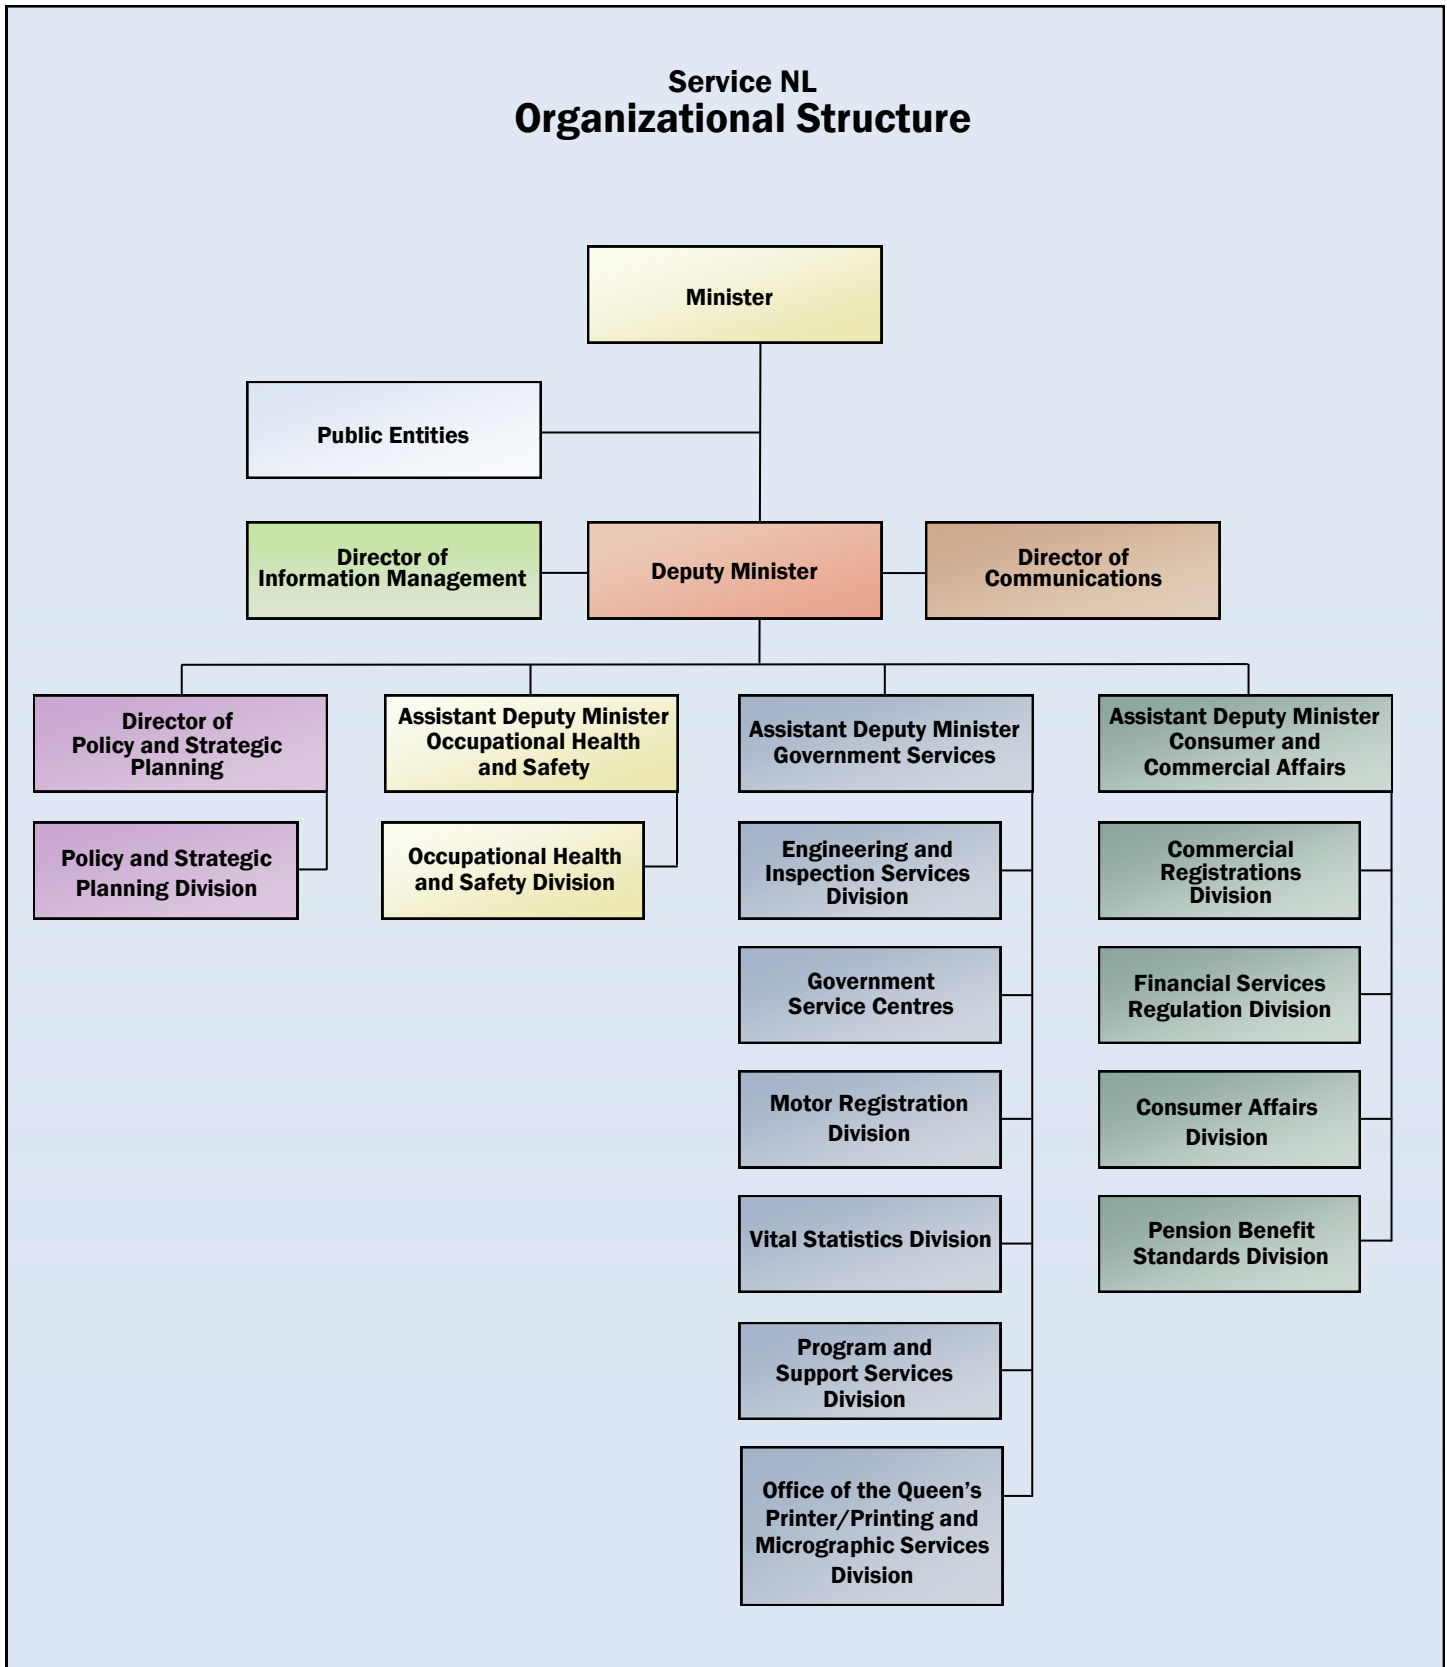 Service NL
Organizational Structure
Minister
Public Entities
Director of
Information Management
Deputy Minister
Director of
Communications
Director of
Policy and Strategic
Planning
Policy and Strategic
Planning Division
Assistant Deputy Minister
Occupational Health
and Safety
Occupational Health
and Safety Division
Assistant Deputy Minister
Government Services
Engineering and
Inspection Services
Division
Government
Service Centres
Motor Registration
Division
Vital Statistics Division
Program and
Support Services
Division
Office of the Queen’s
Printer/Printing and
Micrographic Services
Division
Assistant Deputy Minister
Consumer and
Commercial Affairs
Commercial
Registrations
Division
Financial Services
Regulation Division
Consumer Affairs
Division
Pension Benefit
Standards Division